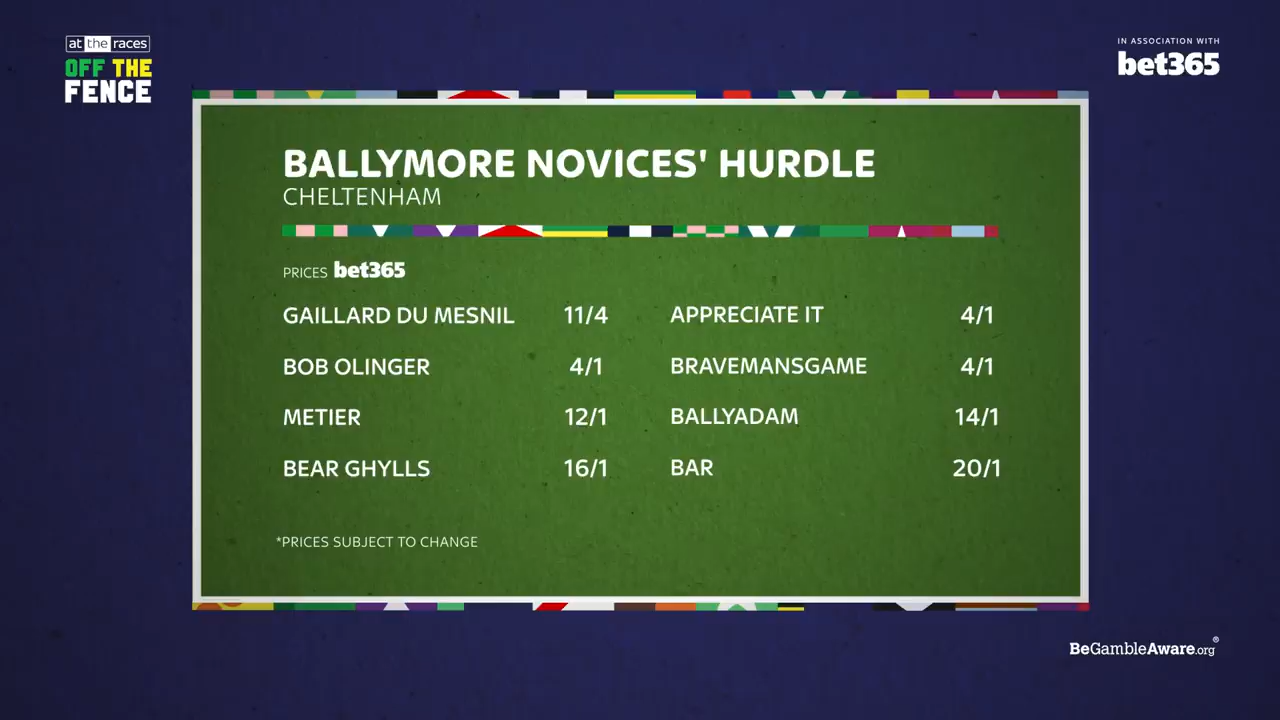 at the races
OFF THE
FENCE
IN ASSOCIATION WITH
bet365
BALLYMORE NOVICES' HURDLE
CHELTENHAM
PRICES bet365
GAILLARD DU MESNIL 11/4 APPRECIATE IT 4/1
BOB OLINGER 4/1 BRAVEMANSGAME 4/1
METIER 12/1 BALLYADAM 14/1
BEAR GHYLLS 16/1 BAR 20/1
*PRICES SUBJECT TO CHANGE
BeGambleAware.org®